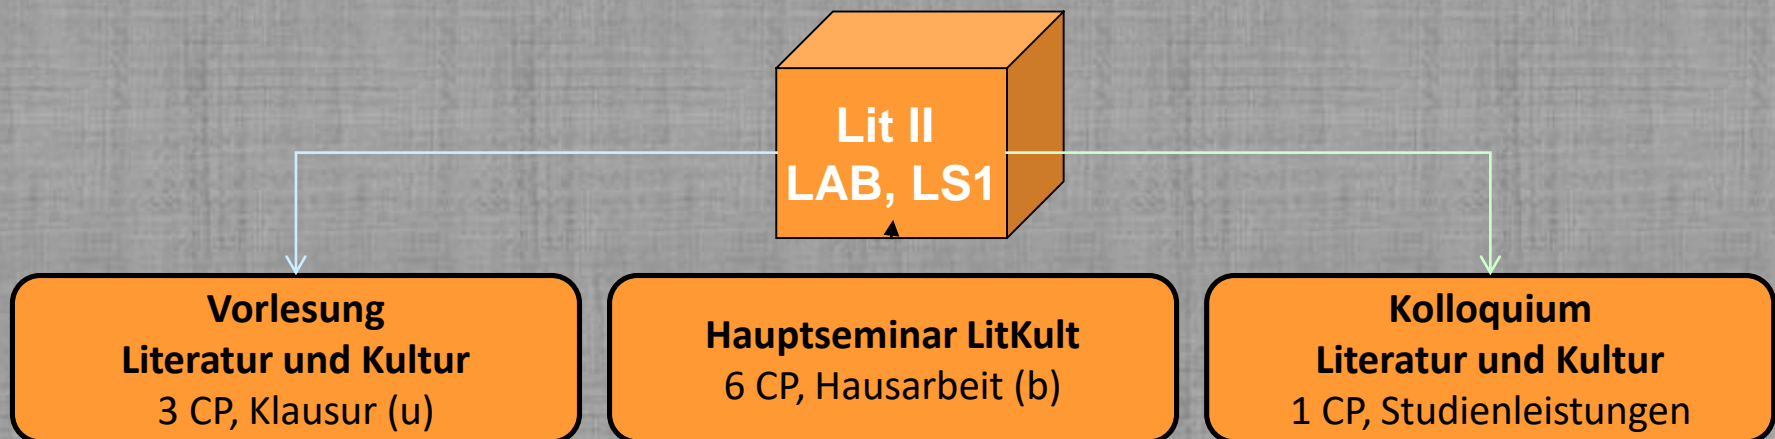 Lit II
LAB, LS1
Vorlesung
Literatur und Kultur
3 CP, Klausur (u)
Hauptseminar LitKult
6 CP, Hausarbeit (b)
Kolloquium
Literatur und Kultur
1 CP, Studienleistungen